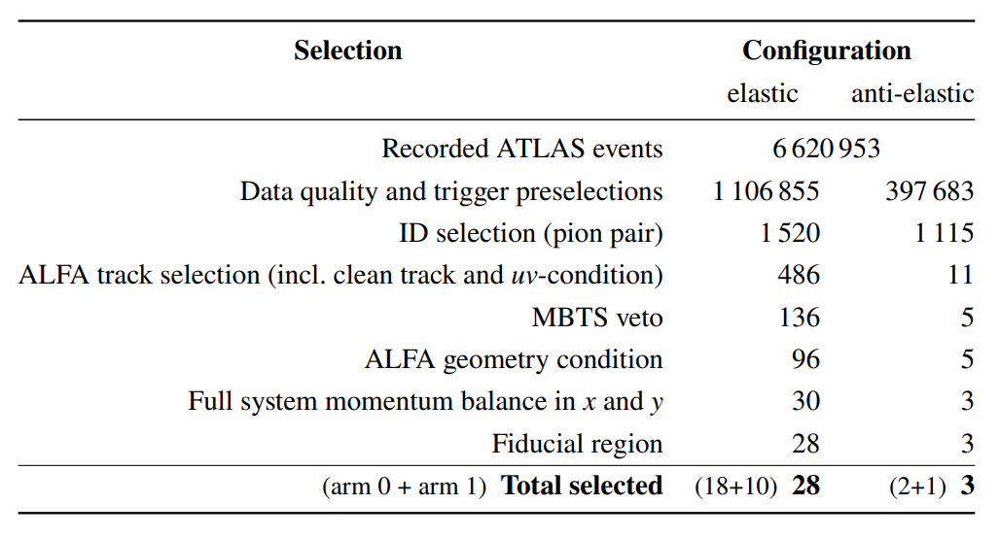 Selection Configuration
elastic anti-elastic
Recorded ATLAS events 6 620 953
Data quality and trigger preselections 1 106 855 397 683
ID selection (pion pair) 1 520 1 115
ALFA track selection (incl. clean track and uv-condition) 486 11
MBTS veto 136 5
ALFA geometry condition 96 5
Full system momentum balance in x and y 30 3
Fiducial region 28 3
(arm 0 + arm 1) Total selected (18+10) 28 (2+1) 3